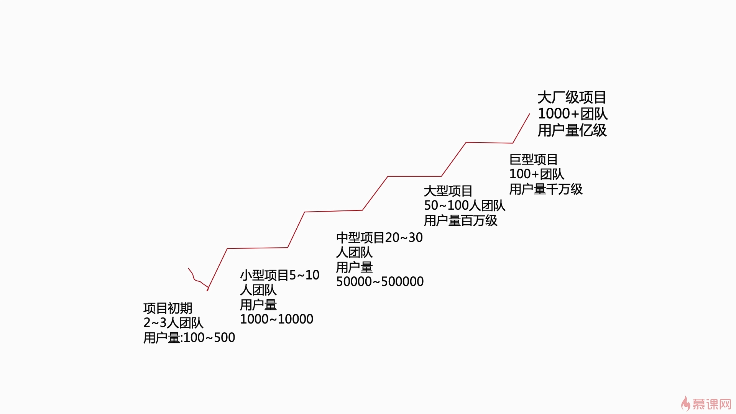 大厂级项目
1000+团队
用户量亿级
巨型项目
100+团队
用户量千万级
大型项目
50~100人团队
用户量百万级
中型项目20~30
人团队
用户量
50000~500000
小型项目5~10
人团队
用户量
1000~10000
项目初期
2~3人团队
用户量:100~500
慕课网